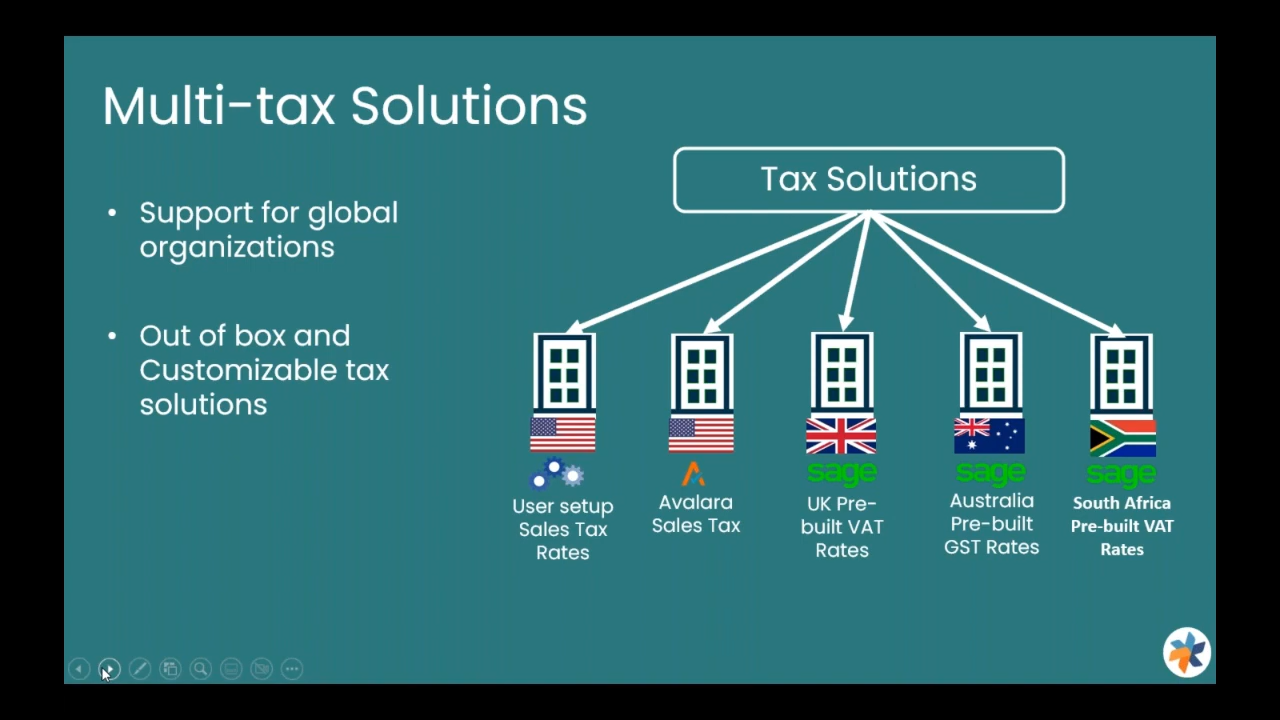 Multi-tax Solutions
• Support for global
organizations
• Out of box and
Customizable tax
solutions
Tax Solutions
User setup
Sales Tax
Rates
Avalara
Sales Tax
sage
UK Pre-
built VAT
Rates
sage
Australia
Pre-built
GST Rates
sage
South Africa
Pre-built VAT
Rates